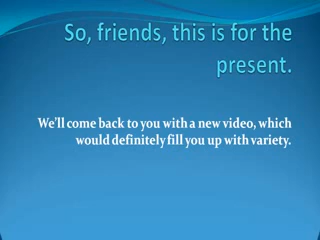 So, friends, this is for the
present.
We'll come back to you with a new video, which
would definitely fill you up with variety.